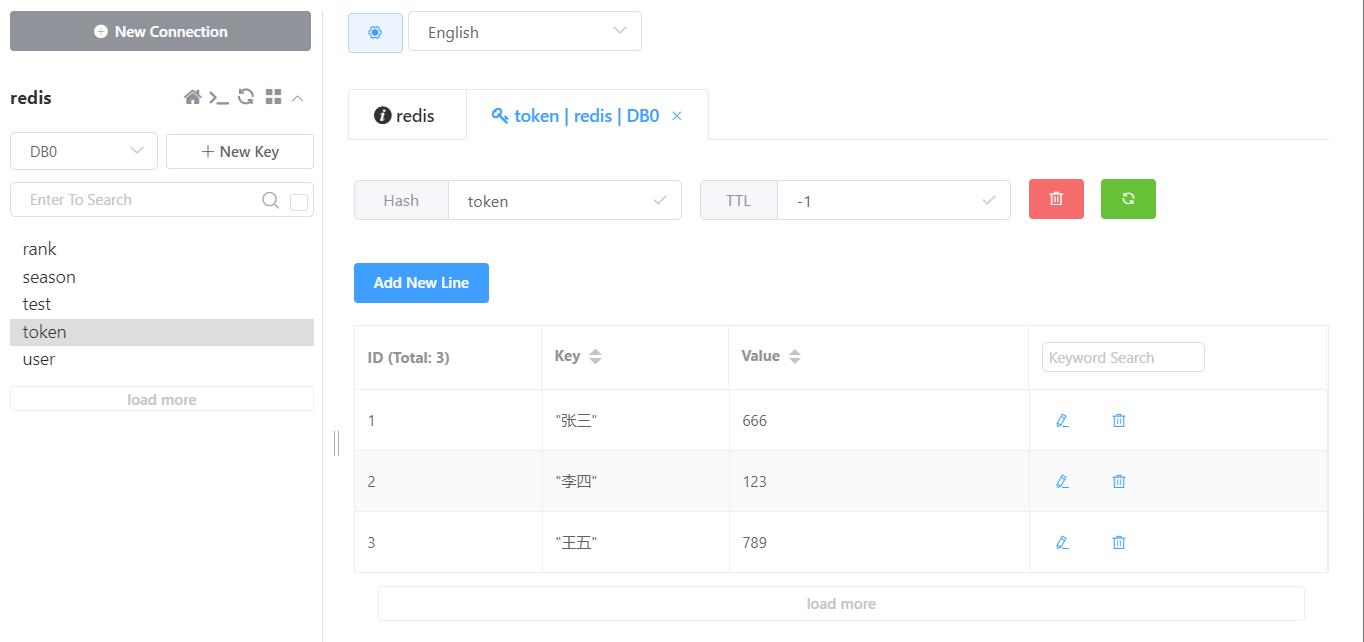 New Connection
redis
DB0
New Key
Enter To Search
rank
season
test
token
user
load more
English
redis
token | redis | DB0
Hash
token
TTL
-1
Add New Line
ID (Total: 3) Key Value Keyword Search
1 "张三" 666
2 "李四" 123
3 "王五" 789
load more